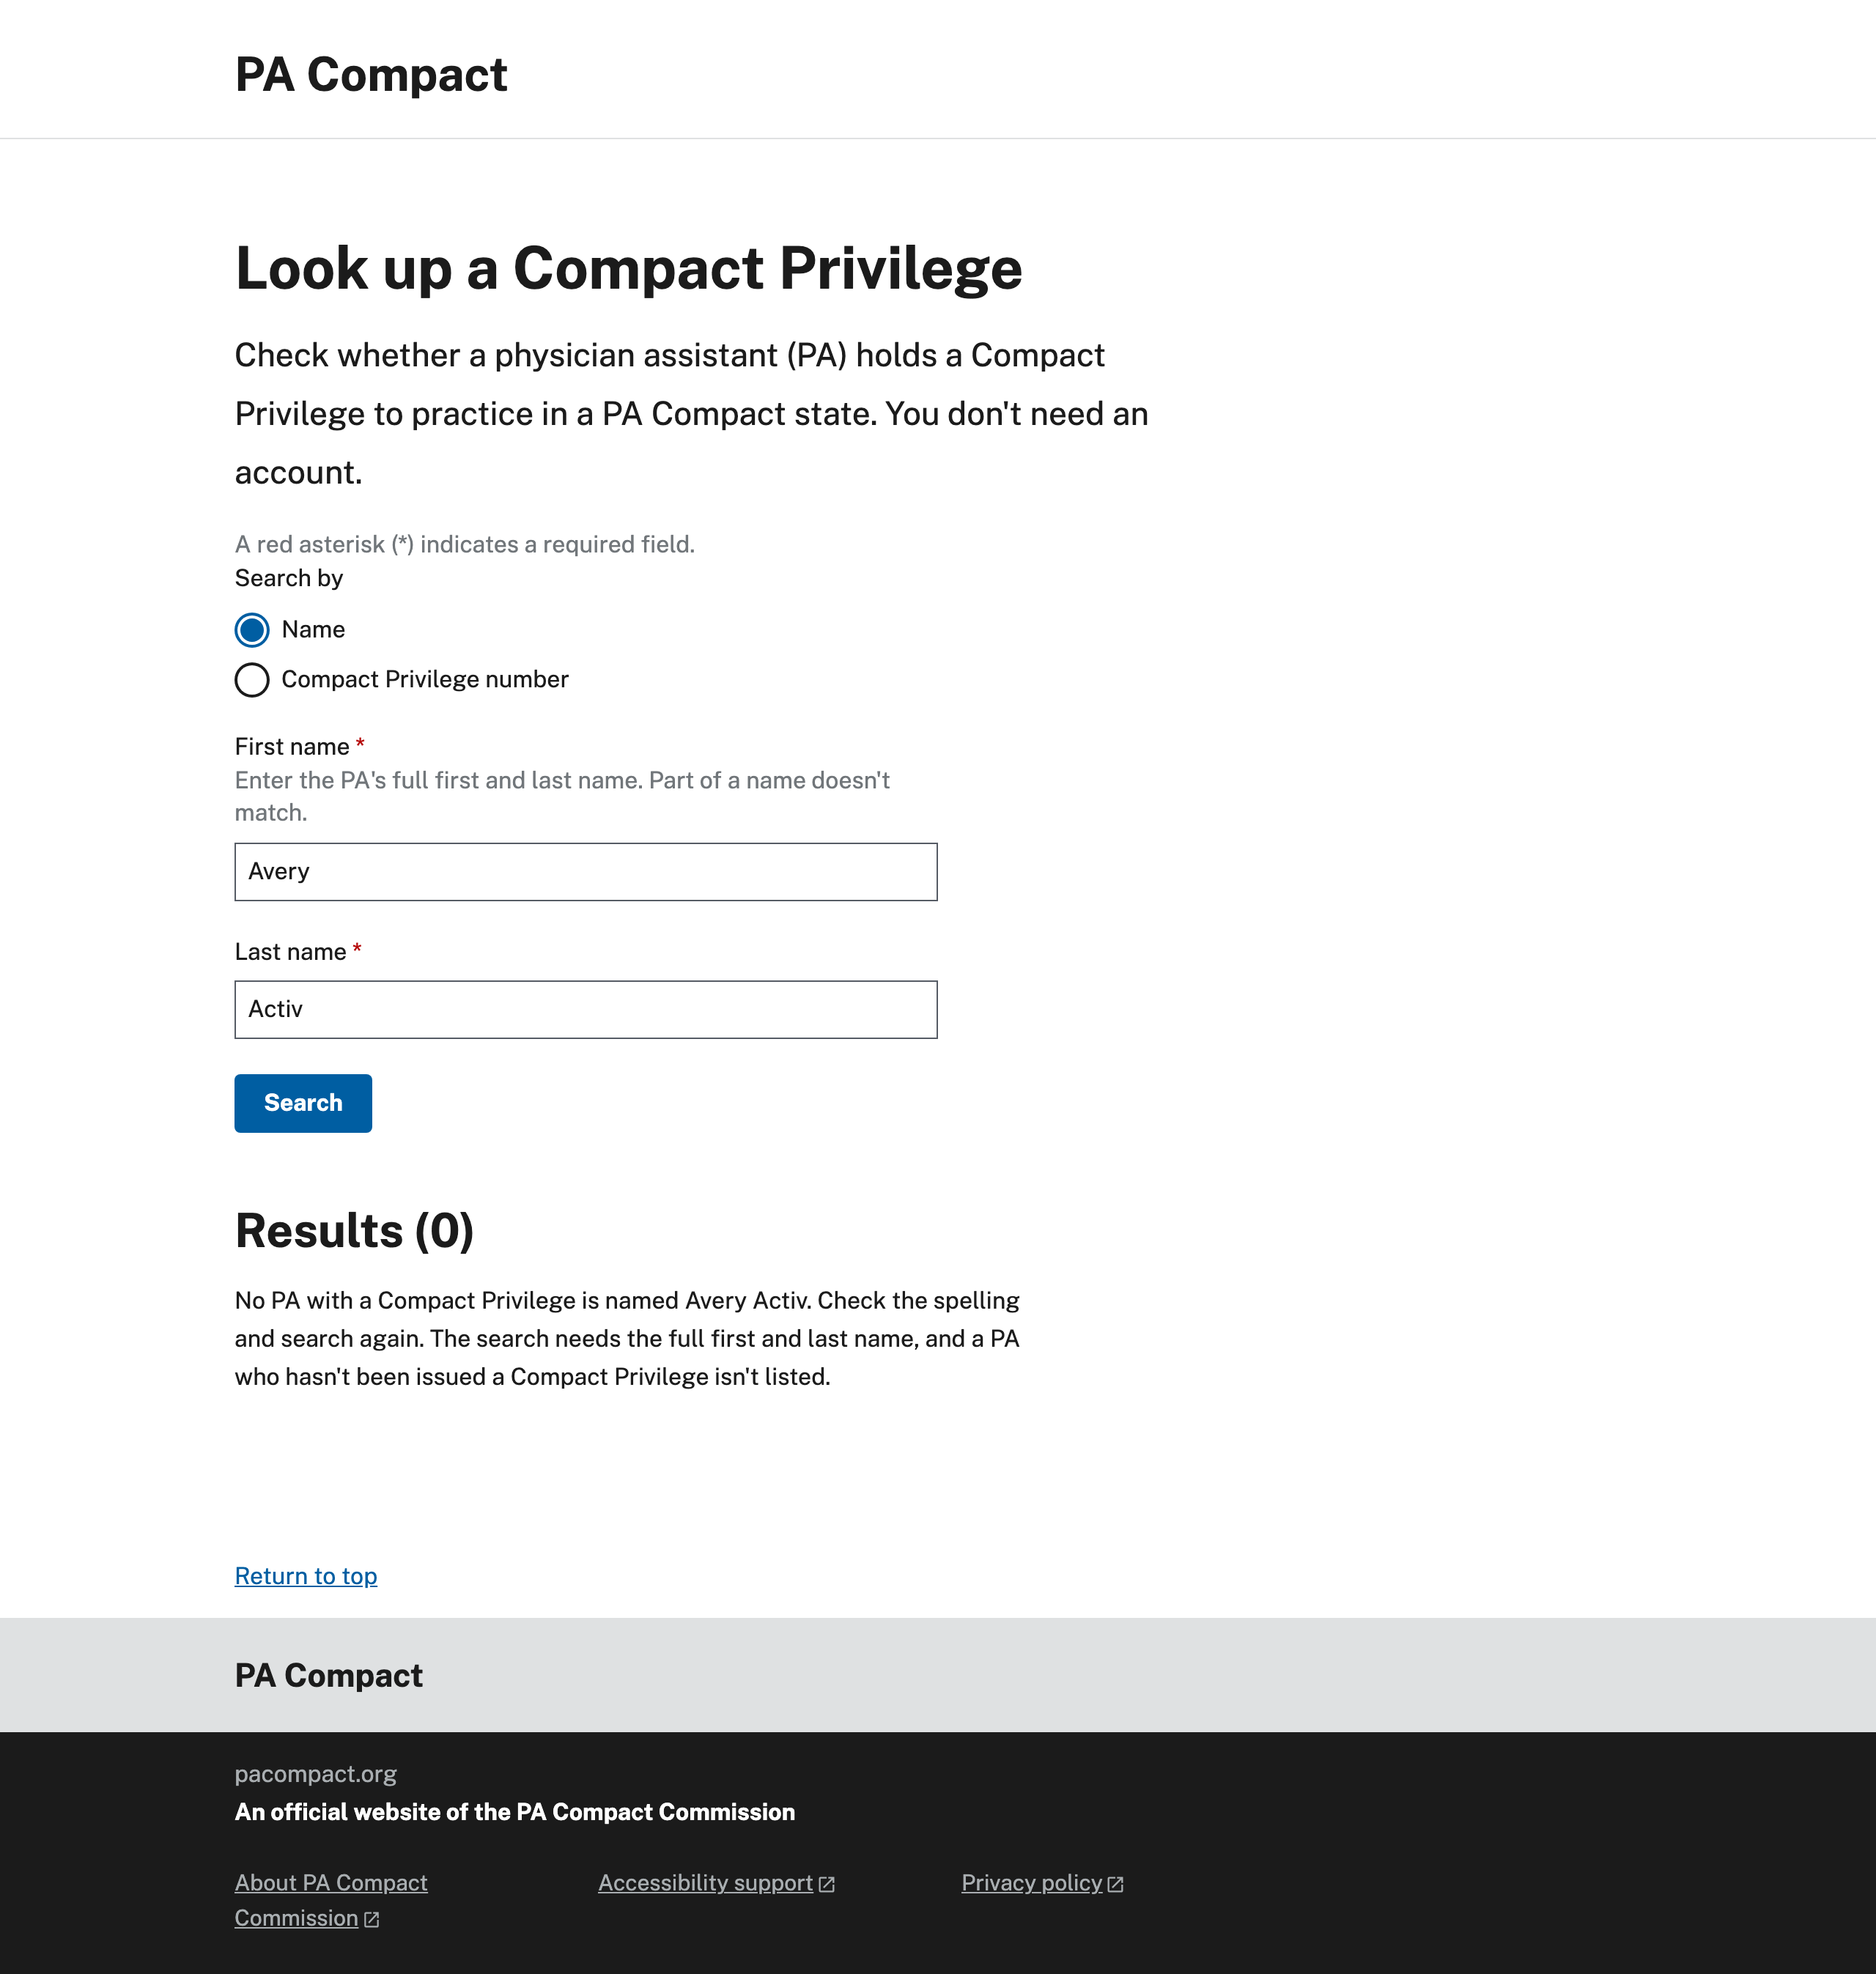 PA Compact
Look up a Compact Privilege
Check whether a physician assistant (PA) holds a Compact
Privilege to practice in a PA Compact state. You don't need an
account.
A red asterisk (*) indicates a required field.
Search by
Name
Compact Privilege number
First name *
Enter the PA's full first and last name. Part of a name doesn't
match.
Avery
Last name *
Activ
Search
Results (0)
No PA with a Compact Privilege is named Avery Activ. Check the spelling
and search again. The search needs the full first and last name, and a PA
who hasn't been issued a Compact Privilege isn't listed.
Return to top
PA Compact
pacompact.org
An official website of the PA Compact Commission
About PA Compact
Commission
Accessibility support
Privacy policy